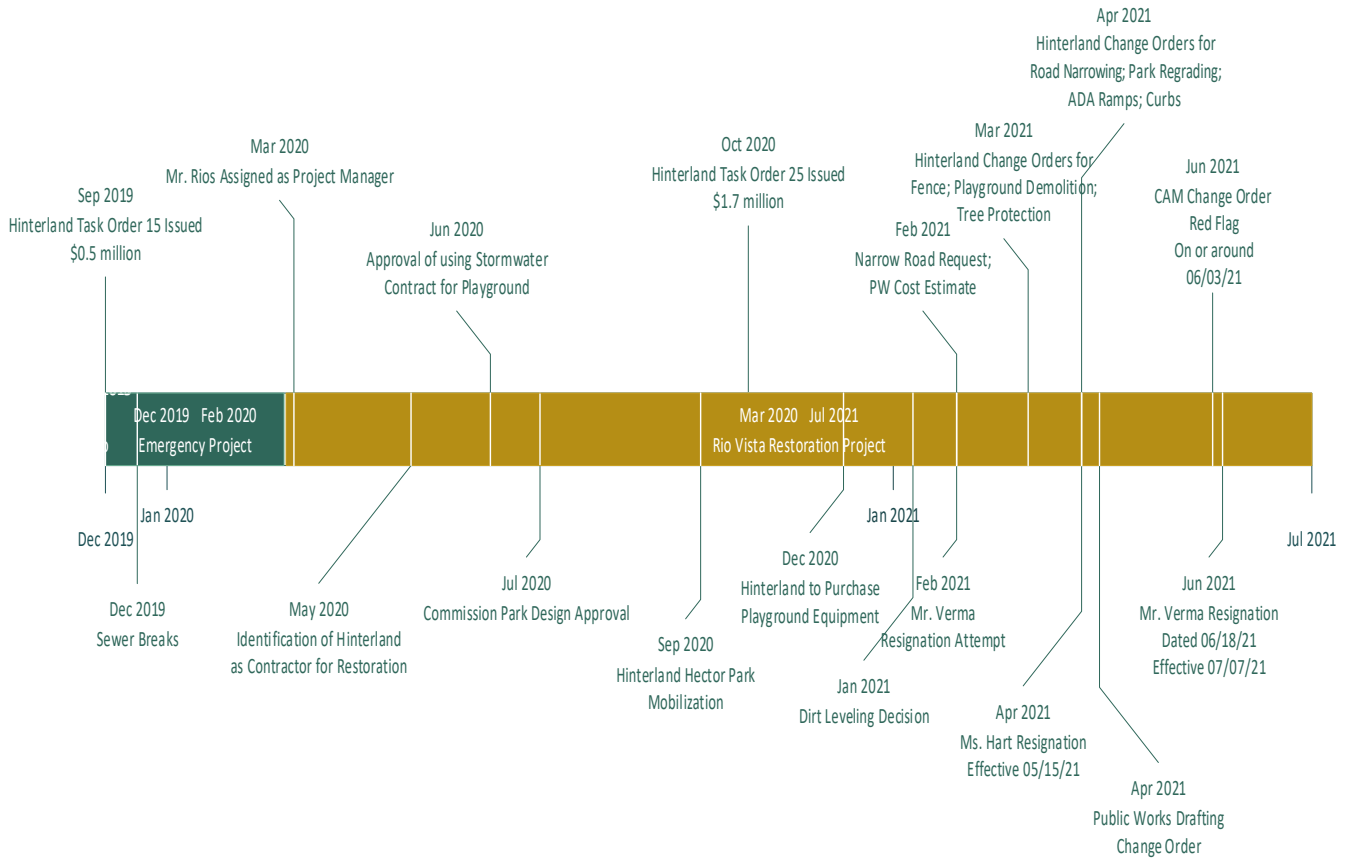 Apr 2021
Hinterland Change Orders for
Road Narrowing; Park Regrading;
ADA Ramps; Curbs
Mar 2021
Hinterland Change Orders for
Fence; Playground Demolition;
Tree Protection
Oct 2020
Hinterland Task Order 25 Issued
$1.7 million
Mar 2020
Mr. Rios Assigned as Project Manager
Jun 2021
CAM Change Order
Red Flag
On or around
06/03/21
Sep 2019
Hinterland Task Order 15 Issued
$0.5 million
Jun 2020
Approval of using Stormwater
Contract for Playground
Feb 2021
Narrow Road Request;
PW Cost Estimate
Dec 2019 Feb 2020
Emergency Project
Mar 2020 Jul 2021
Rio Vista Restoration Project
Jan 2020
Jan 2021
Dec 2019
Jul 2021
Dec 2019
Sewer Breaks
May 2020
Identification of Hinterland
as Contractor for Restoration
Jul 2020
Commission Park Design Approval
Sep 2020
Hinterland Hector Park
Mobilization
Dec 2020
Hinterland to Purchase
Playground Equipment
Jan 2021
Dirt Leveling Decision
Feb 2021
Mr. Verma
Resignation Attempt
Apr 2021
Ms. Hart Resignation
Effective 05/15/21
Apr 2021
Public Works Drafting
Change Order
Jun 2021
Mr. Verma Resignation
Dated 06/18/21
Effective 07/07/21